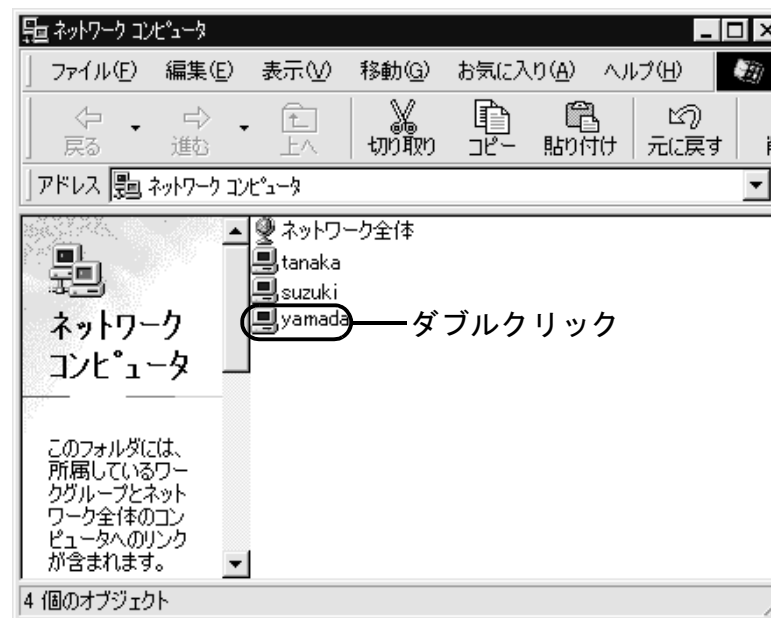 ネットワーク コンピュータ
ファイル(F) 編集(E) 表示(V) 移動(G) お気に入り(A) ヘルプ(H)
戻る 進む 上へ 切り取り コピー 貼り付け 元に戻す
アドレス ネットワーク コンピュータ
ネットワーク
コンピュータ
このフォルダには、
所属しているワー
クグループとネット
ワーク全体のコン
ピュータへのリンク
が含まれます。
ネットワーク全体
tanaka
suzuki
yamada ダブルクリック
4 個のオブジェクト